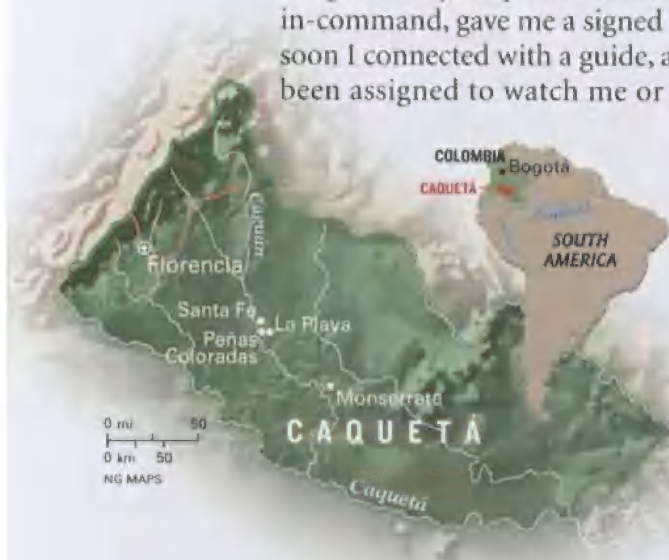 in-command, gave me a signed
soon I connected with a guide, a
been assigned to watch me or
COLOMBIA
Bogotá
CAQUETÁ
SOUTH
AMERICA
Caguán
Florencia
Santa Fe
La Playa
Peñas
Coloradas
Monserrate
0 mi 50
0 km 50
NG MAPS
CAQUETÁ
Caquetá